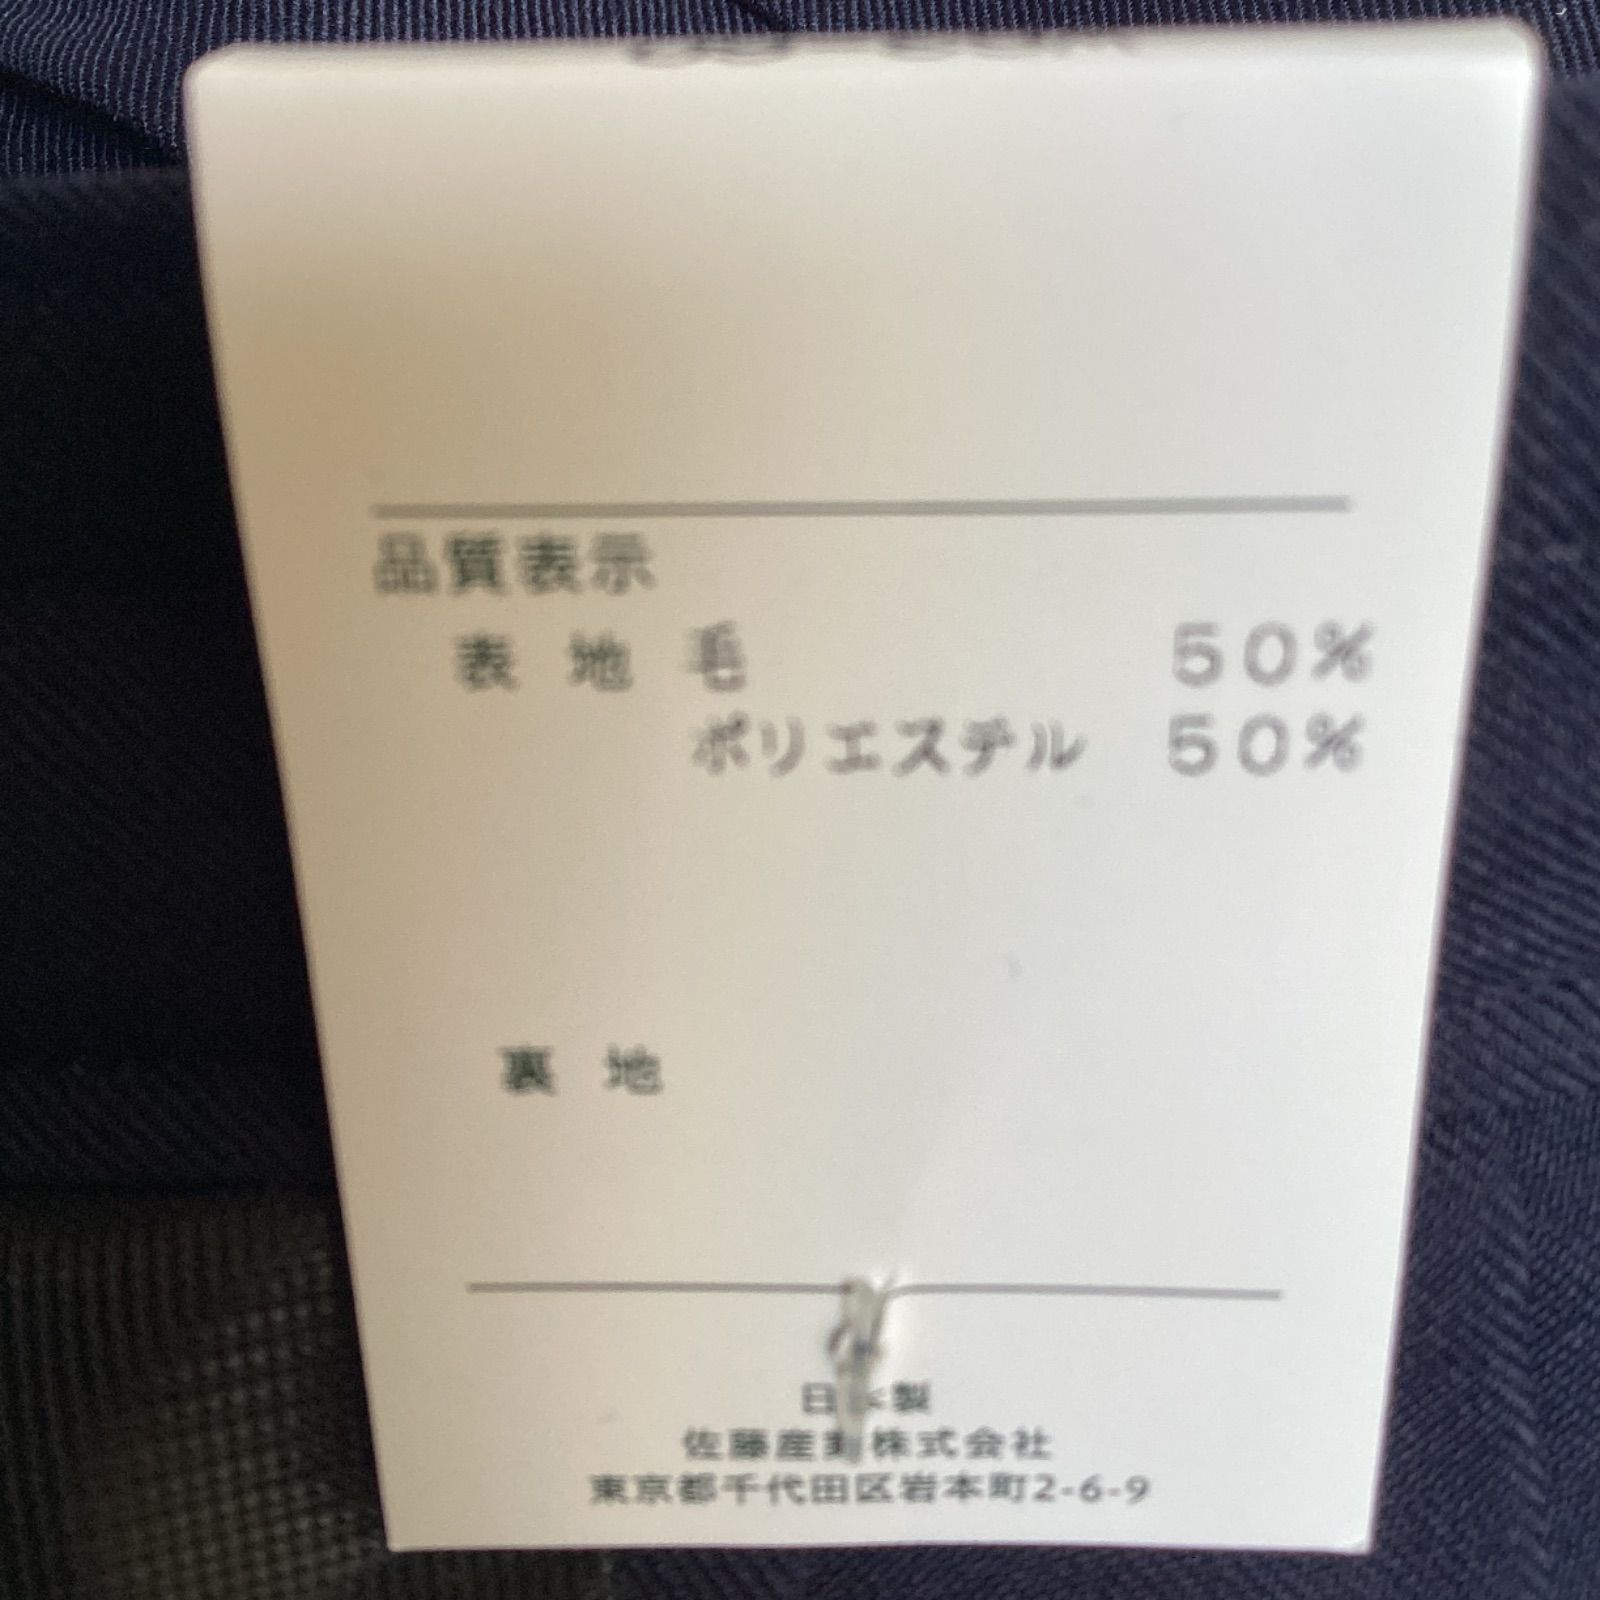 品質表示
表 地 毛 50%
ポリエステル 50%
裏 地
日本製
佐藤産業株式会社
東京都千代田区岩本町2-6-9